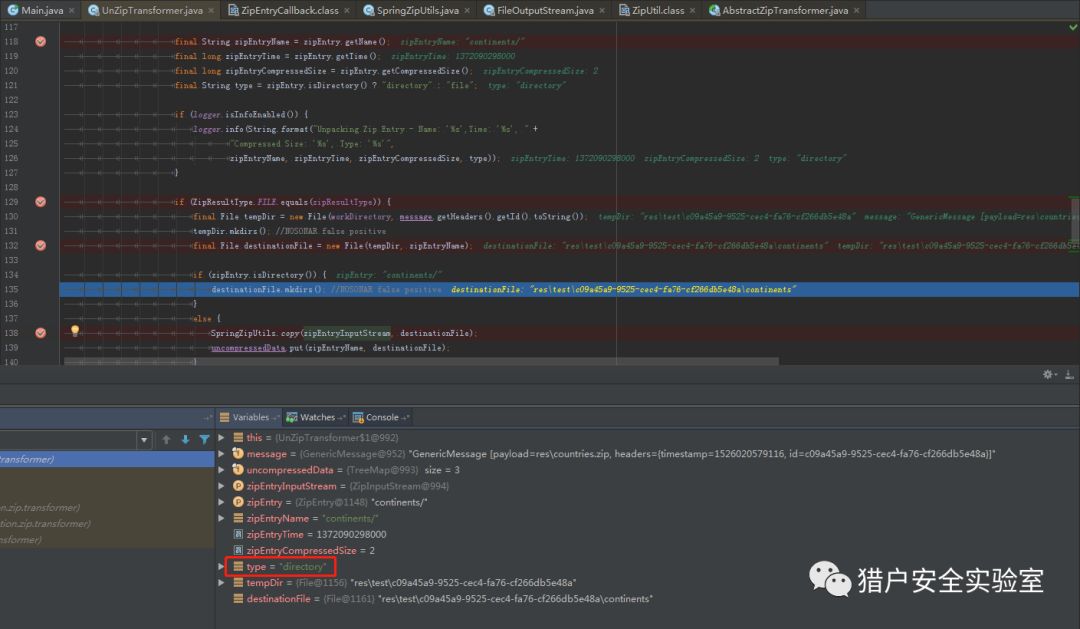 Main.java × UnZipTransformer.java × ZipEntryCallback.class × SpringZipUtils.java × FileOutputStream.java × ZipUtil.class × AbstractZipTransformer.java ×
117
118 final String zipEntryName = zipEntry.getName(); zipEntryName: "continents/"
119 final long zipEntryTime = zipEntry.getTime(); zipEntryTime: 1372090298000
120 final long zipEntryCompressedSize = zipEntry.getCompressedSize(); zipEntryCompressedSize: 2
121 final String type = zipEntry.isDirectory() ? "directory" : "file"; type: "directory"
122
123 if (logger.isInfoEnabled()) {
124 logger.info(String.format("Unpacking Zip Entry - Name: '%s',Time: '%s', " +
125 "Compressed Size: '%s', Type: '%s'",
126 zipEntryName, zipEntryTime, zipEntryCompressedSize, type)); zipEntryTime: 1372090298000 zipEntryCompressedSize: 2 type: "directory"
127 }
128
129 if (ZipResultType.FILE.equals(zipResultType)) {
130 final File tempDir = new File(workDirectory, message.getHeaders().getId().toString()); tempDir: "res\test\c09a45a9-9525-cec4-fa76-cf266db5e48a" message: "GenericMessage [payload=res\countries
131 tempDir.mkdirs(); //NOSONAR false positive
132 final File destinationFile = new File(tempDir, zipEntryName); destinationFile: "res\test\c09a45a9-9525-cec4-fa76-cf266db5e48a\continents" tempDir: "res\test\c09a45a9-9525-cec4-fa76-cf266db5e48a
133
134 if (zipEntry.isDirectory()) { zipEntry: "continents/"
135 destinationFile.mkdirs(); //NOSONAR false positive destinationFile: "res\test\c09a45a9-9525-cec4-fa76-cf266db5e48a\continents"
136 }
137 else {
138 SpringZipUtils.copy(zipEntryInputStream, destinationFile);
139 uncompressedData.put(zipEntryName, destinationFile);
140 }
Variables Watches Console
this = {UnZipTransformer$1@992}
message = {GenericMessage@952} "GenericMessage [payload=res\countries.zip, headers={timestamp=1526020579116, id=c09a45a9-9525-cec4-fa76-cf266db5e48a}]"
transformer)
uncompressedData = {TreeMap@993} size = 3
zipEntryInputStream = {ZipInputStream@994}
zipEntry = {ZipEntry@1148} "continents/"
n.zip.transformer)
zipEntryName = "continents/"
tion.zip.transformer)
zipEntryTime = 1372090298000
nsformer)
zipEntryCompressedSize = 2
type = "directory"
tempDir = {File@1156} "res\test\c09a45a9-9525-cec4-fa76-cf266db5e48a"
destinationFile = {File@1161} "res\test\c09a45a9-9525-cec4-fa76-cf266db5e48a\continents"
猎户安全实验室